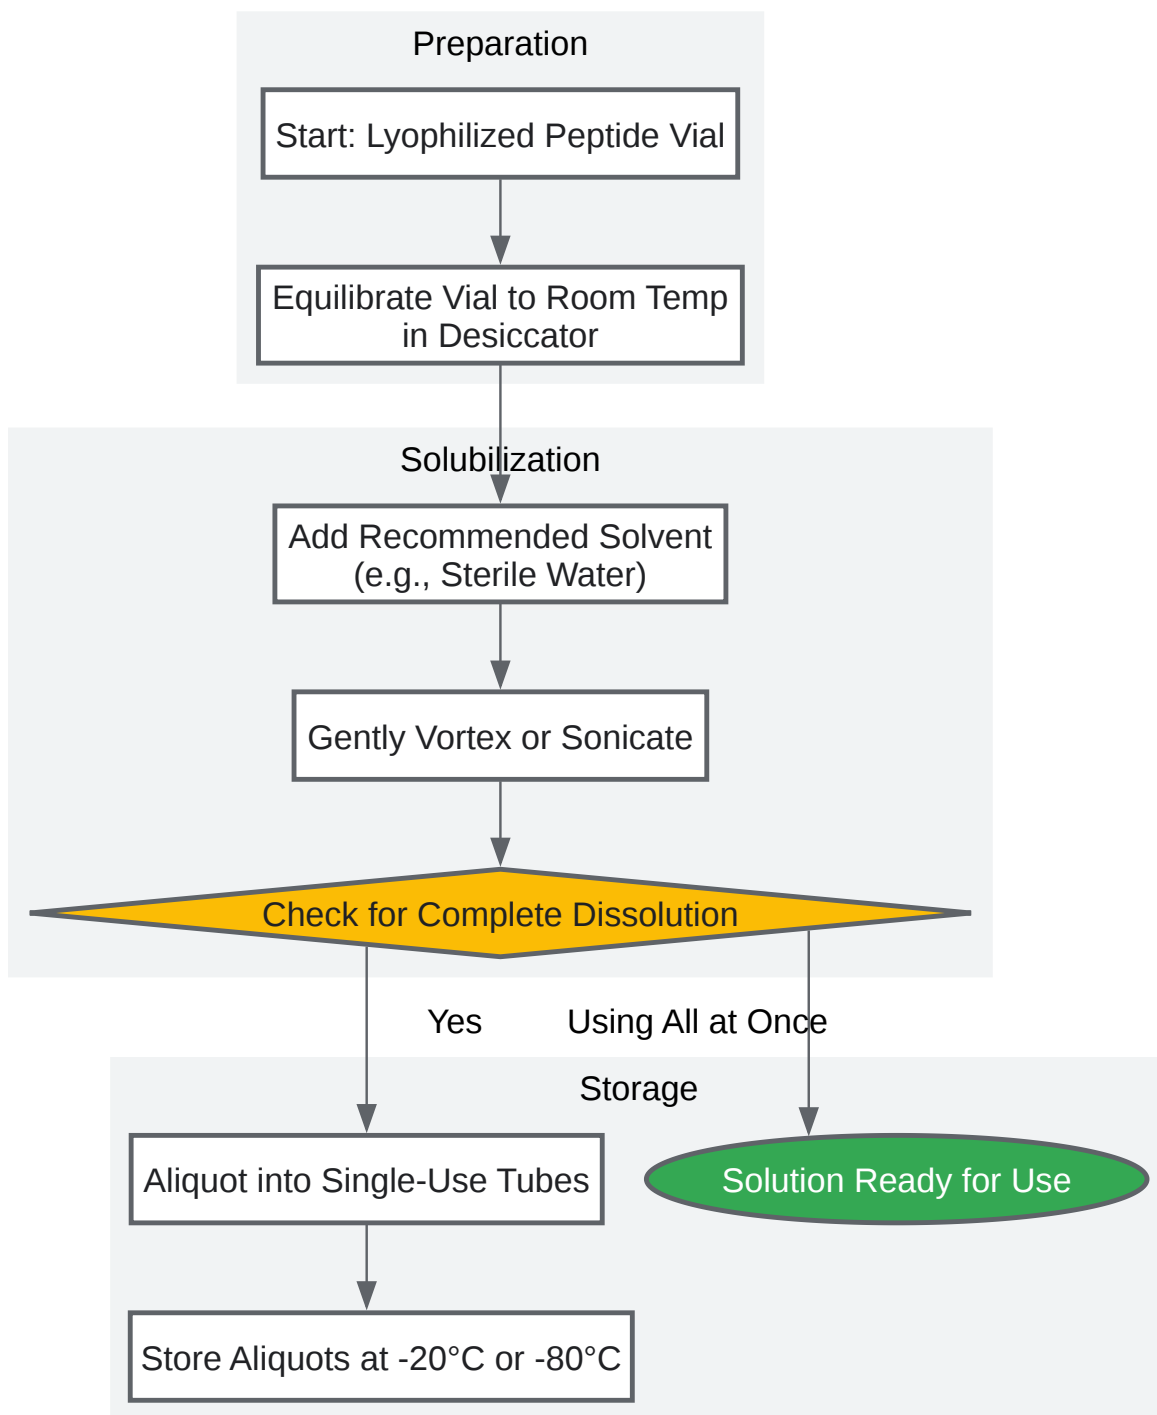 Preparation
Start: Lyophilized Peptide Vial
Equilibrate Vial to Room Temp
in Desiccator
Solubilization
Add Recommended Solvent
(e.g., Sterile Water)
Gently Vortex or Sonicate
Check for Complete Dissolution
Yes
Using All at Once
Storage
Aliquot into Single-Use Tubes
Solution Ready for Use
Store Aliquots at -20°C or -80°C